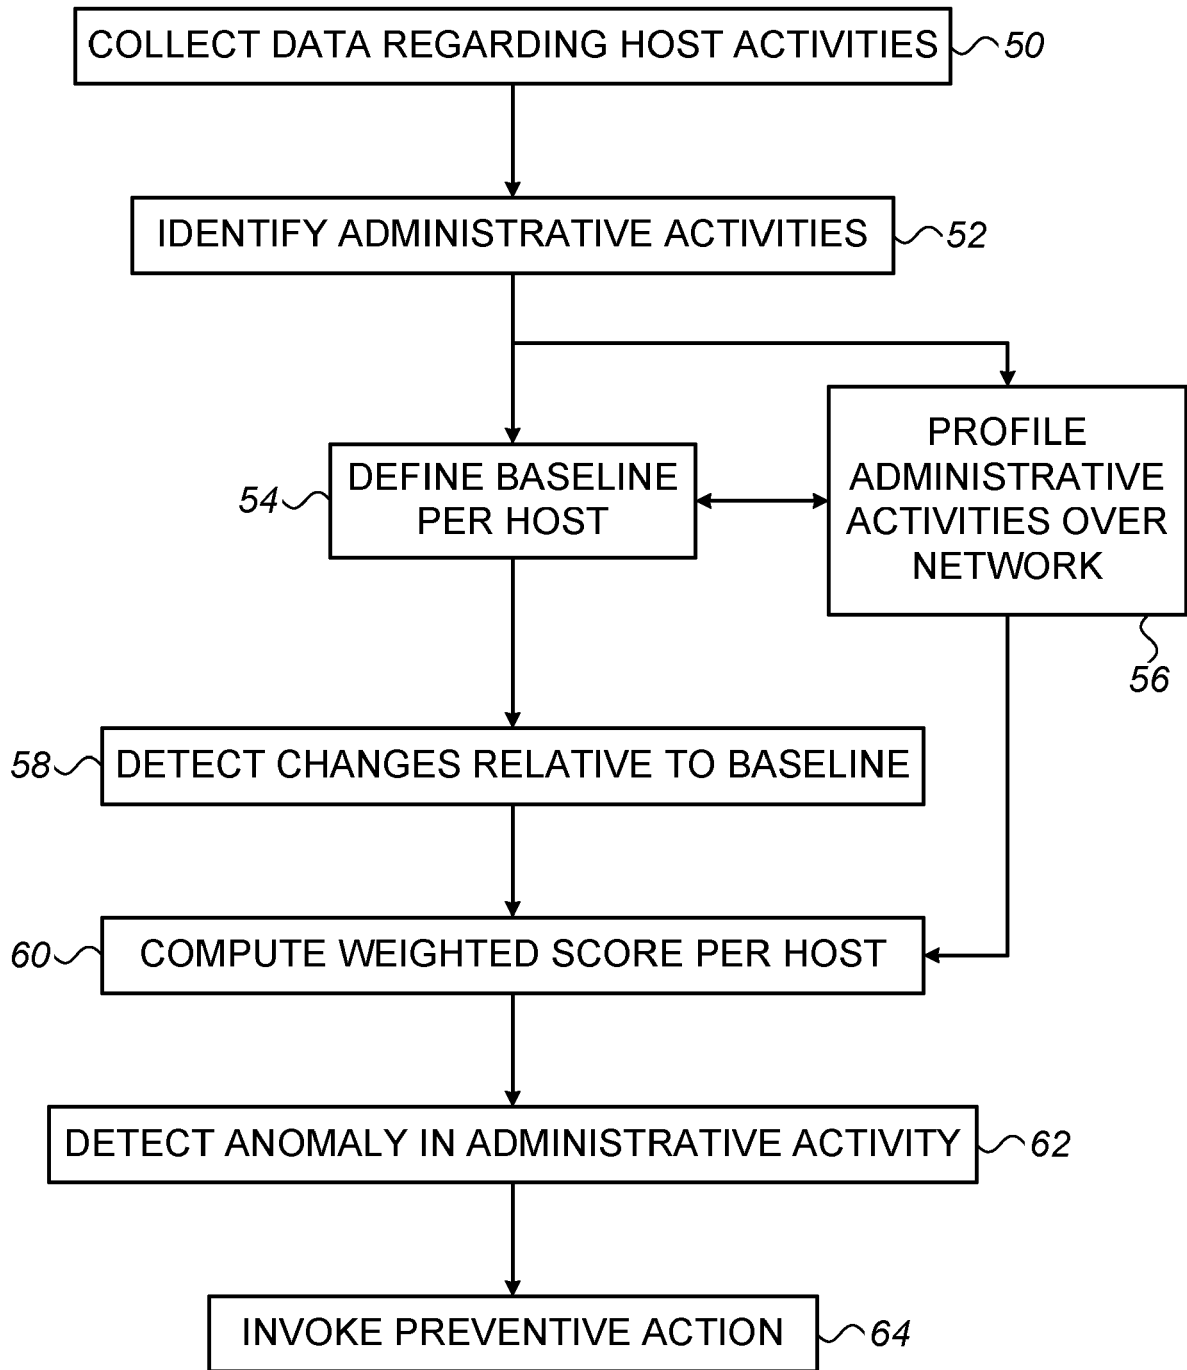 COLLECT DATA REGARDING HOST ACTIVITIES
50
IDENTIFY ADMINISTRATIVE ACTIVITIES
52
54
DEFINE BASELINE
PER HOST
PROFILE
ADMINISTRATIVE
ACTIVITIES OVER
NETWORK
56
58
DETECT CHANGES RELATIVE TO BASELINE
60
COMPUTE WEIGHTED SCORE PER HOST
DETECT ANOMALY IN ADMINISTRATIVE ACTIVITY
62
INVOKE PREVENTIVE ACTION
64